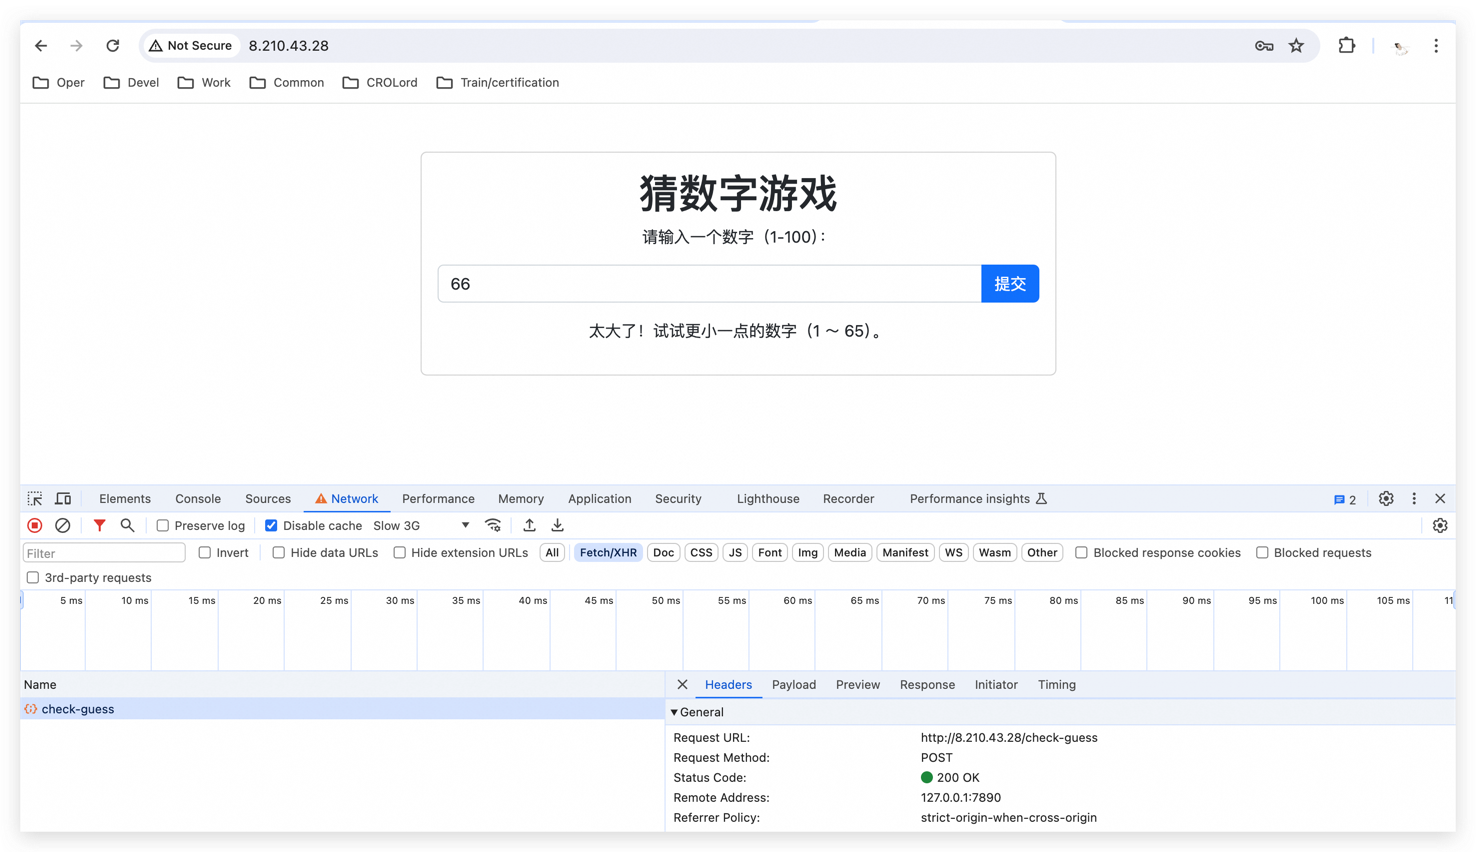 Not Secure 8.210.43.28
Oper Devel Work Common CROLord Train/certification
猜数字游戏
请输入一个数字（1-100）：
66 提交
太大了！试试更小一点的数字（1 ～ 65）。
Elements Console Sources Network Performance Memory Application Security Lighthouse Recorder Performance insights 2
Preserve log Disable cache Slow 3G
Filter Invert Hide data URLs Hide extension URLs All Fetch/XHR Doc CSS JS Font Img Media Manifest WS Wasm Other Blocked response cookies Blocked requests
3rd-party requests
5 ms 10 ms 15 ms 20 ms 25 ms 30 ms 35 ms 40 ms 45 ms 50 ms 55 ms 60 ms 65 ms 70 ms 75 ms 80 ms 85 ms 90 ms 95 ms 100 ms 105 ms 11
Name Headers Payload Preview Response Initiator Timing
check-guess General
Request URL: http://8.210.43.28/check-guess
Request Method: POST
Status Code: 200 OK
Remote Address: 127.0.0.1:7890
Referrer Policy: strict-origin-when-cross-origin